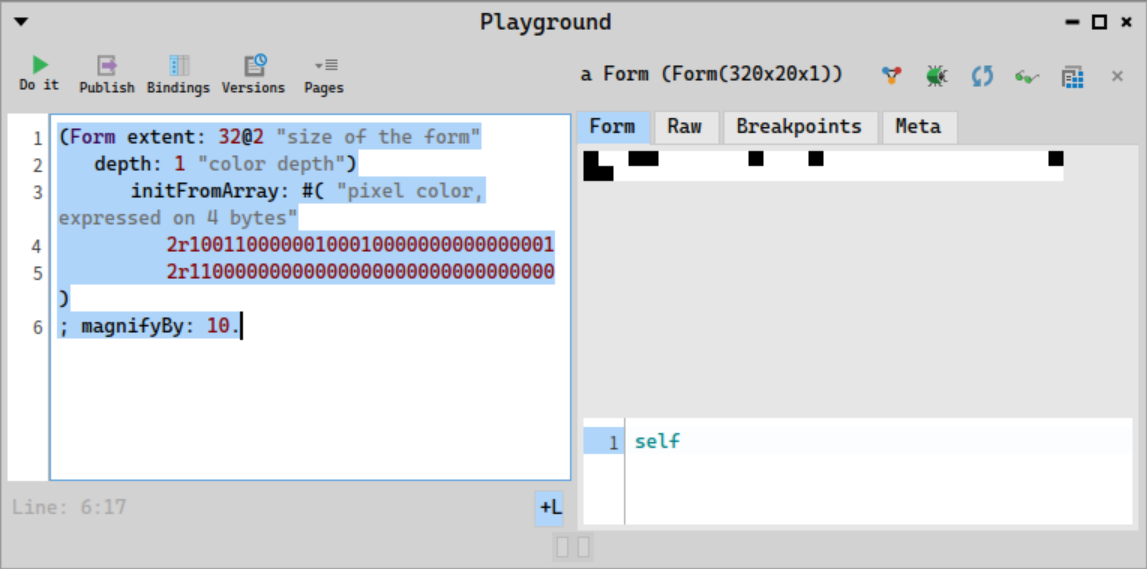 Playground
Do it Publish Bindings Versions Pages
a Form (Form(320x20x1))
1 (Form extent: 32@2 "size of the form"
2 depth: 1 "color depth")
3 initFromArray: #( "pixel color,
expressed on 4 bytes"
4 2r10011000000100010000000000000001
5 2r11000000000000000000000000000000
)
6 ; magnifyBy: 10.
Line: 6:17
+L
Form Raw Breakpoints Meta
1 self